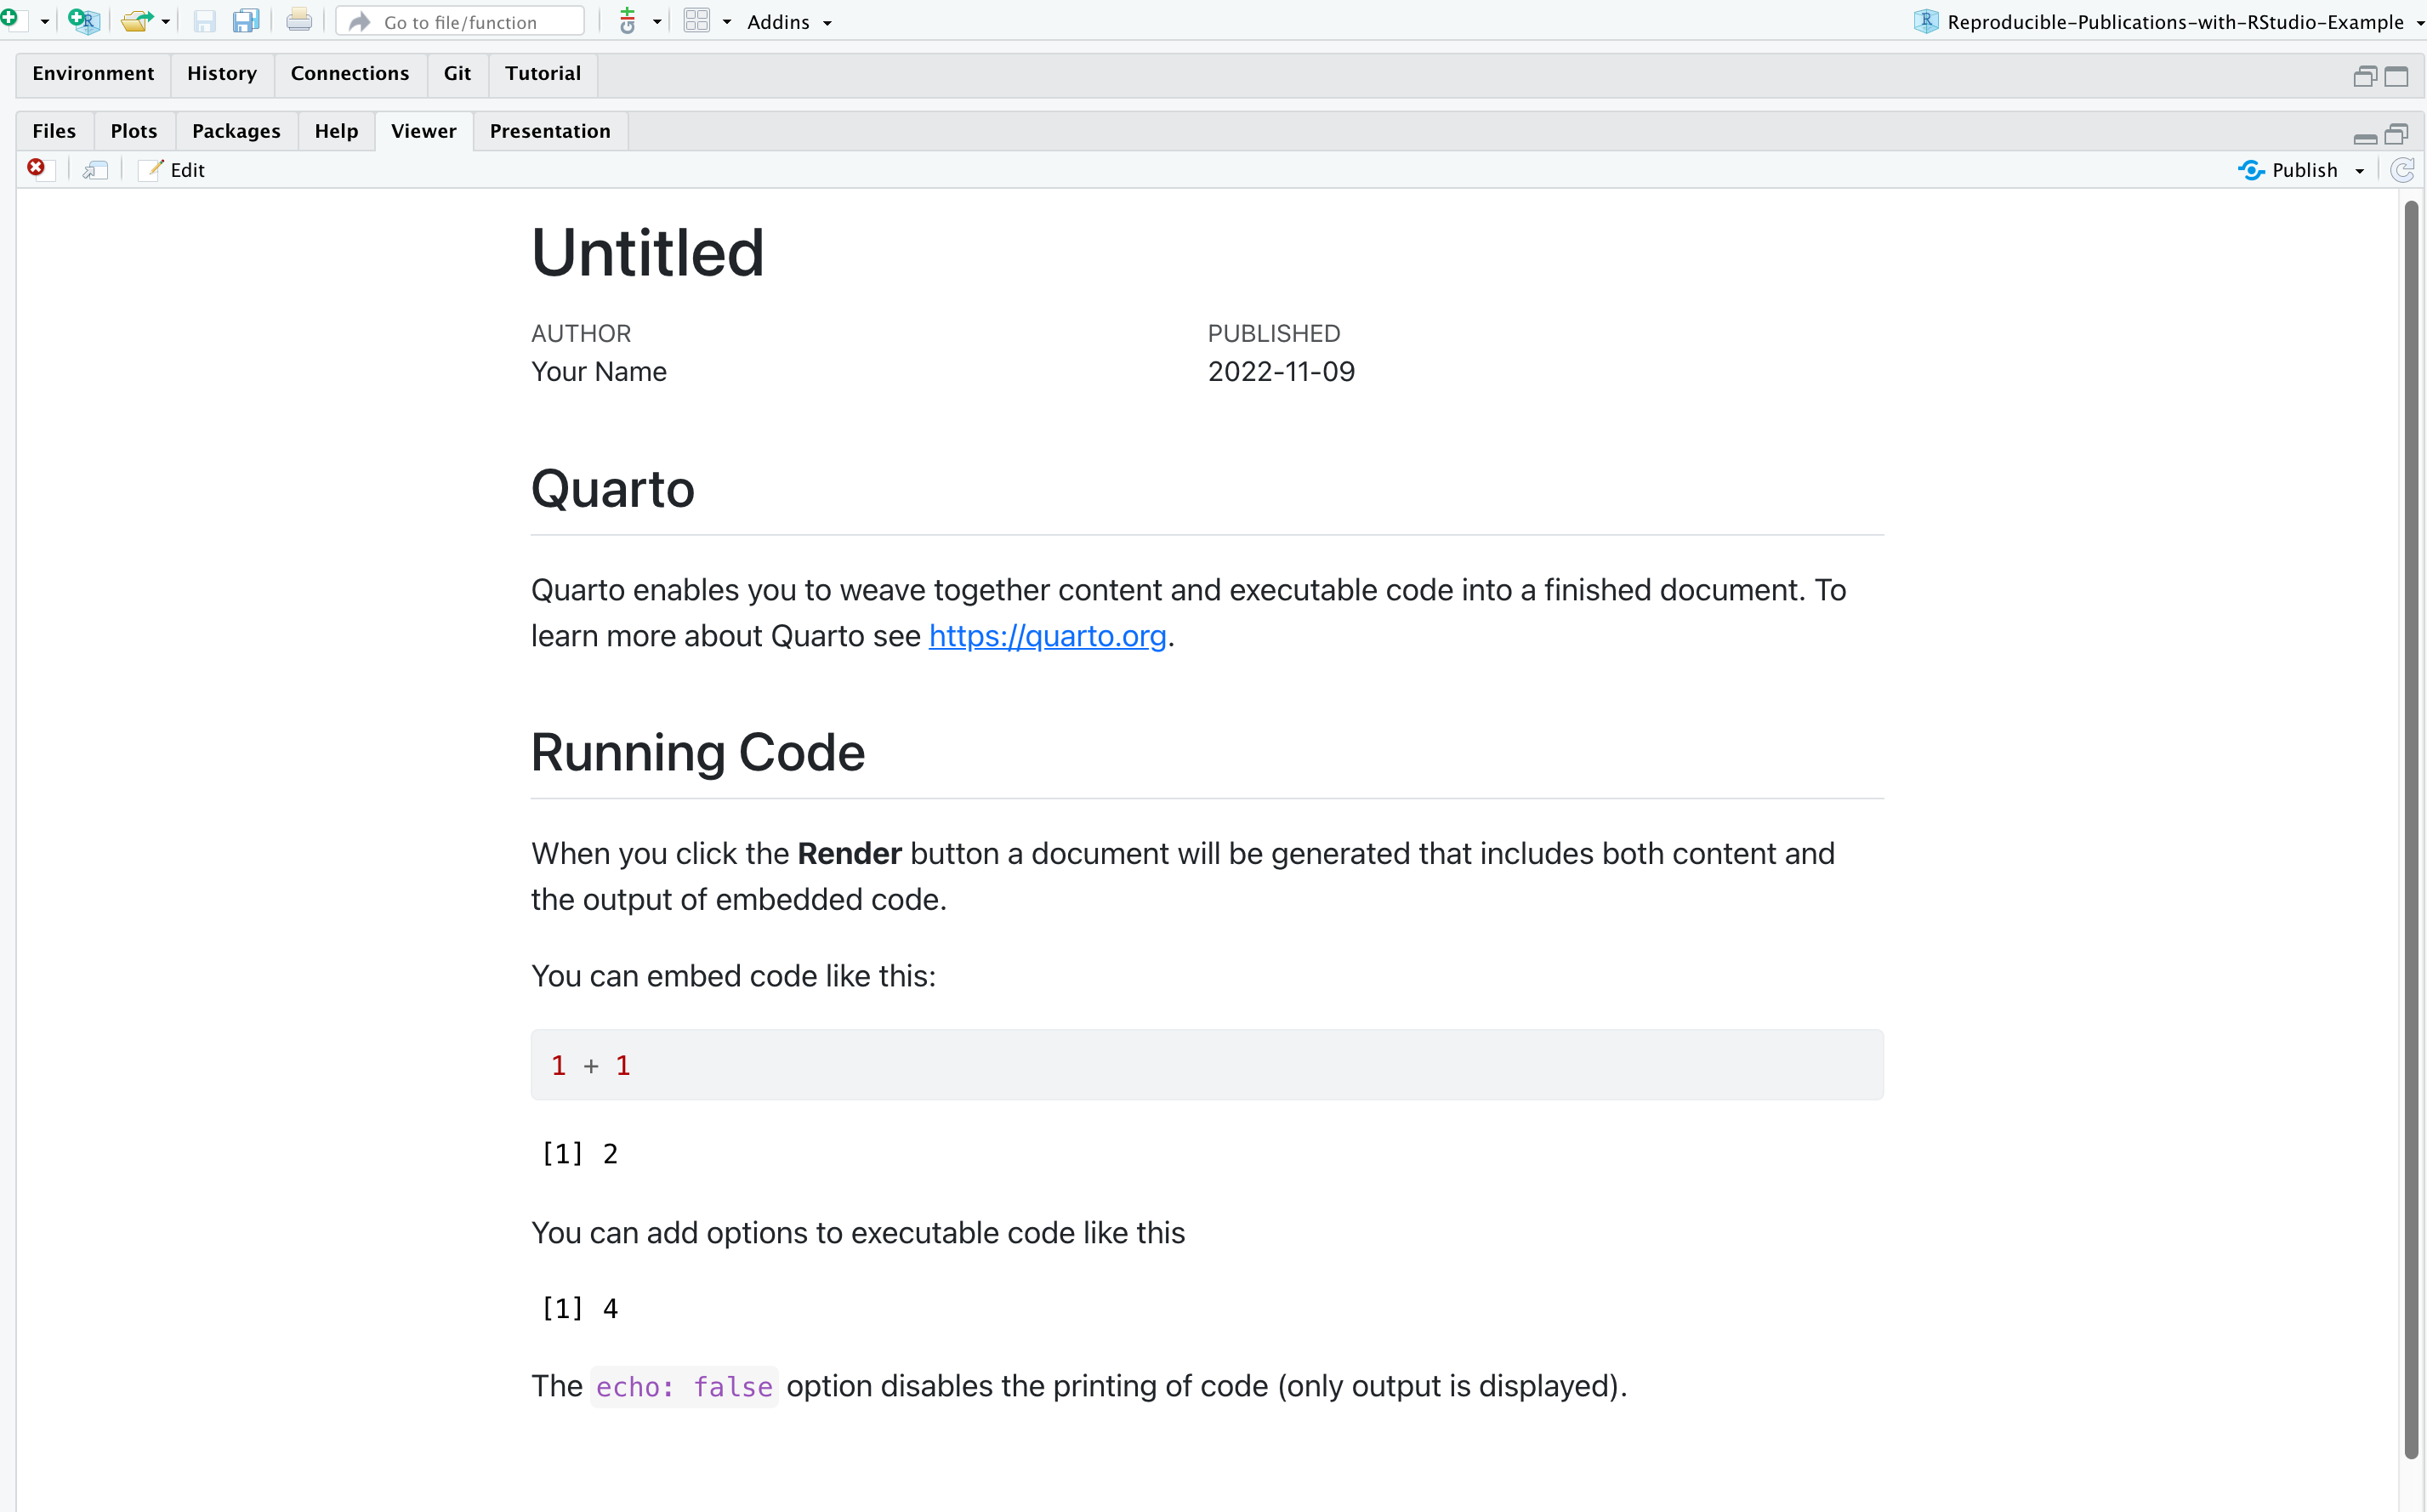 Go to file/function
Git
Addins
Reproducible-Publications-with-RStudio-Example
Environment History Connections Git Tutorial
Files Plots Packages Help Viewer Presentation
Edit Publish
Untitled
AUTHOR PUBLISHED
Your Name 2022-11-09
Quarto
Quarto enables you to weave together content and executable code into a finished document. To
learn more about Quarto see https://quarto.org.
Running Code
When you click the Render button a document will be generated that includes both content and
the output of embedded code.
You can embed code like this:
1 + 1
[1] 2
You can add options to executable code like this
[1] 4
The echo: false option disables the printing of code (only output is displayed).